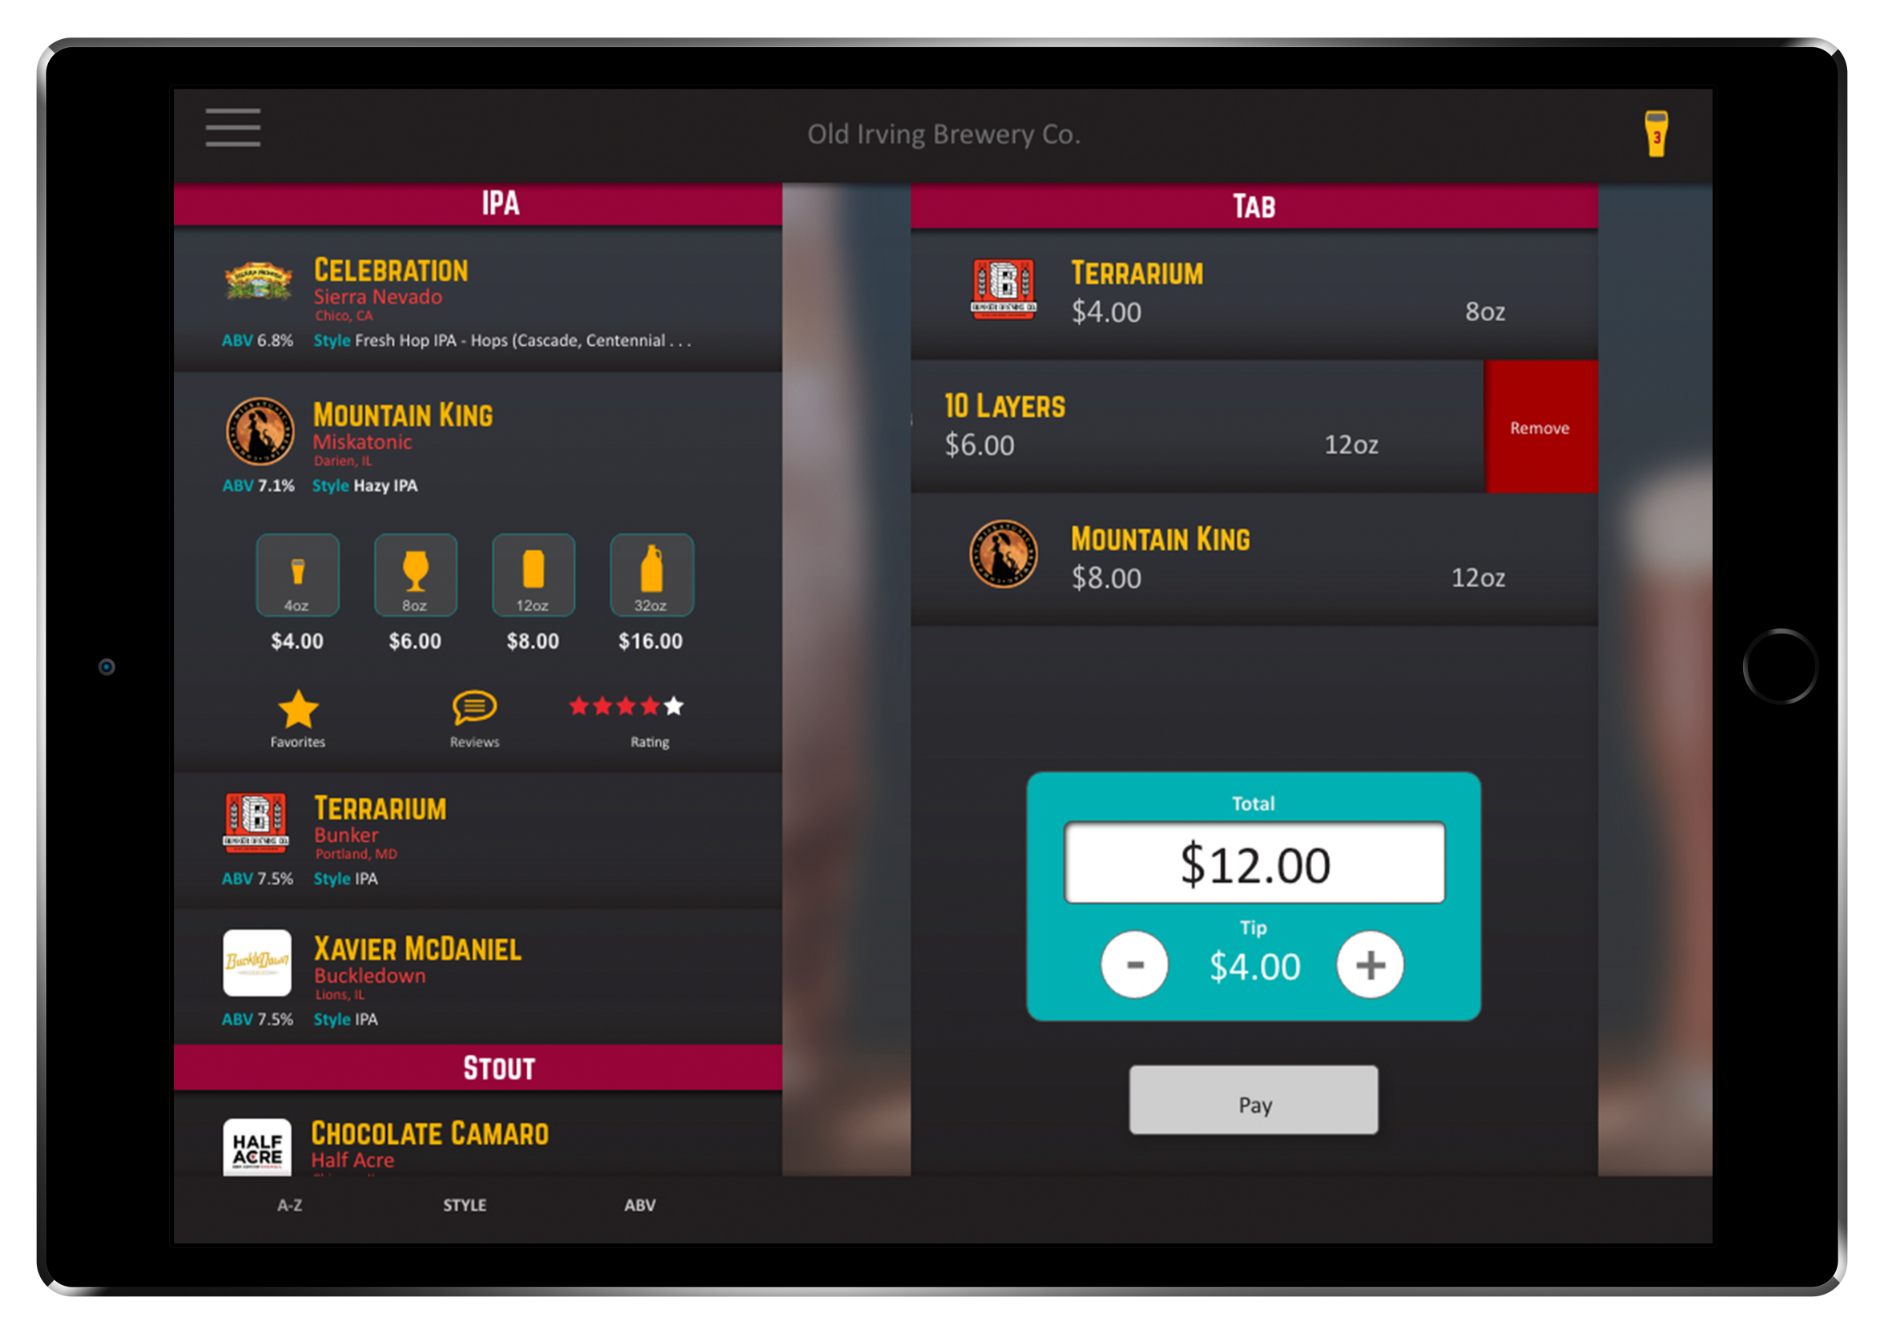 Old Irving Brewery Co.
3
IPA
CELEBRATION
Sierra Nevado
Chico, CA
ABV 6.8% Style Fresh Hop IPA - Hops (Cascade, Centennial . . .
MOUNTAIN KING
Miskatonic
Darien, IL
ABV 7.1% Style Hazy IPA
4oz 8oz 12oz 32oz
$4.00 $6.00 $8.00 $16.00
Favorites Reviews Rating
TERRARIUM
Bunker
Portland, MD
ABV 7.5% Style IPA
BuckleDown
XAVIER MCDANIEL
Buckledown
Lions, IL
ABV 7.5% Style IPA
STOUT
HALF
ACRE
CHOCOLATE CAMARO
Half Acre
A-Z STYLE ABV
TAB
B
TERRARIUM
$4.00 8oz
10 LAYERS
$6.00 12oz
Remove
MOUNTAIN KING
$8.00 12oz
Total
$12.00
Tip
- $4.00 +
Pay